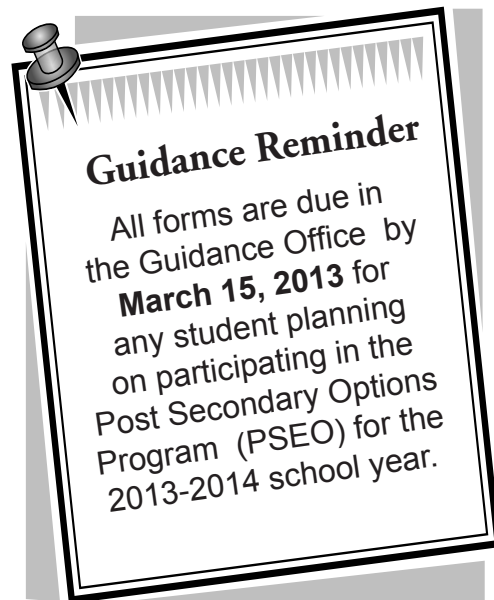 Guidance Reminder
All forms are due in
the Guidance Office by
March 15, 2013 for
any student planning
on participating in the
Post Secondary Options
Program (PSEO) for the
2013-2014 school year.